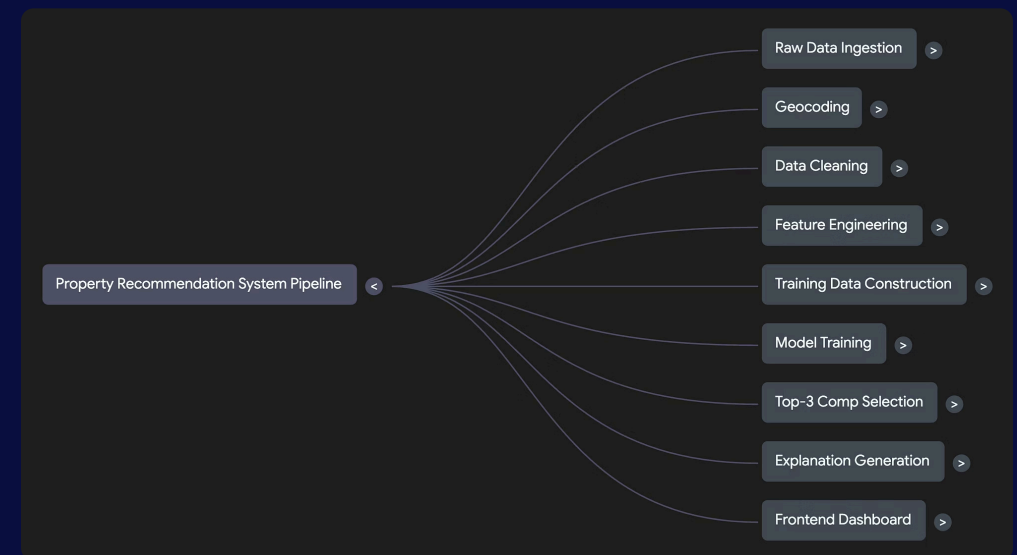 Raw Data Ingestion >
Geocoding >
Data Cleaning >
Feature Engineering >
Property Recommendation System Pipeline <
Training Data Construction >
Model Training >
Top-3 Comp Selection >
Explanation Generation >
Frontend Dashboard >